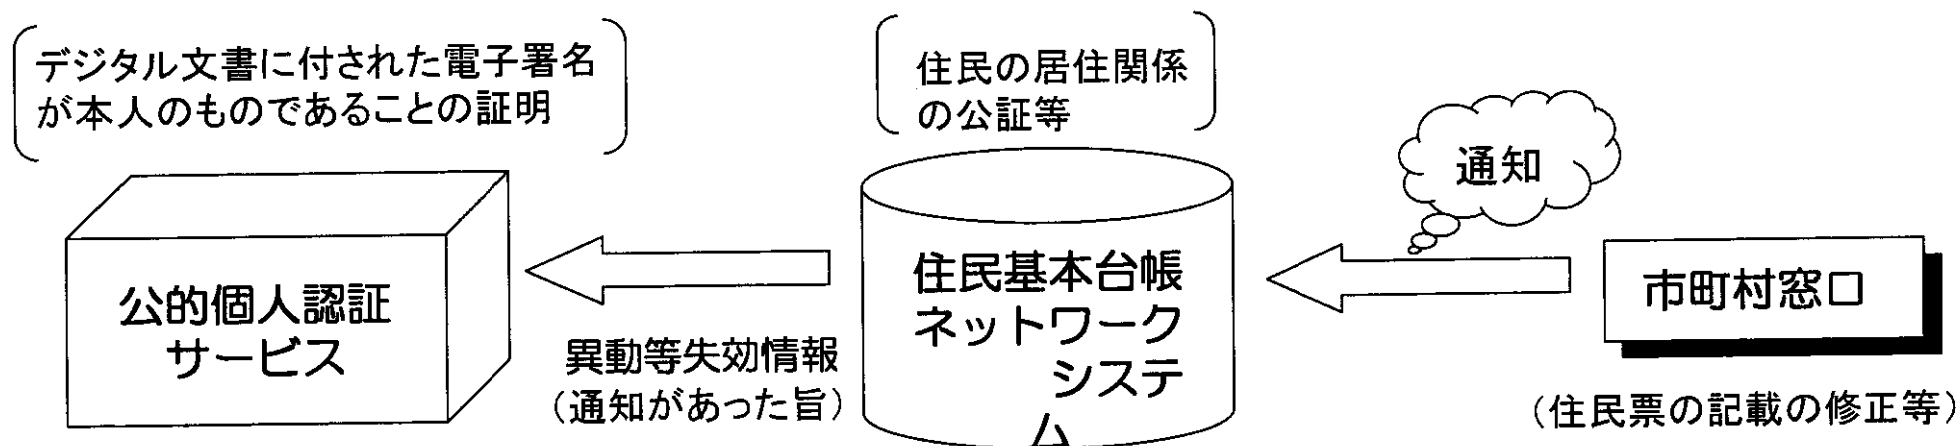 デジタル文書に付された電子署名
が本人のものであることの証明
住民の居住関係
の公証等
通知
公的個人認証
サービス
異動等失効情報
（通知があった旨）
住民基本台帳
ネットワーク
システ
ム
市町村窓口
（住民票の記載の修正等）